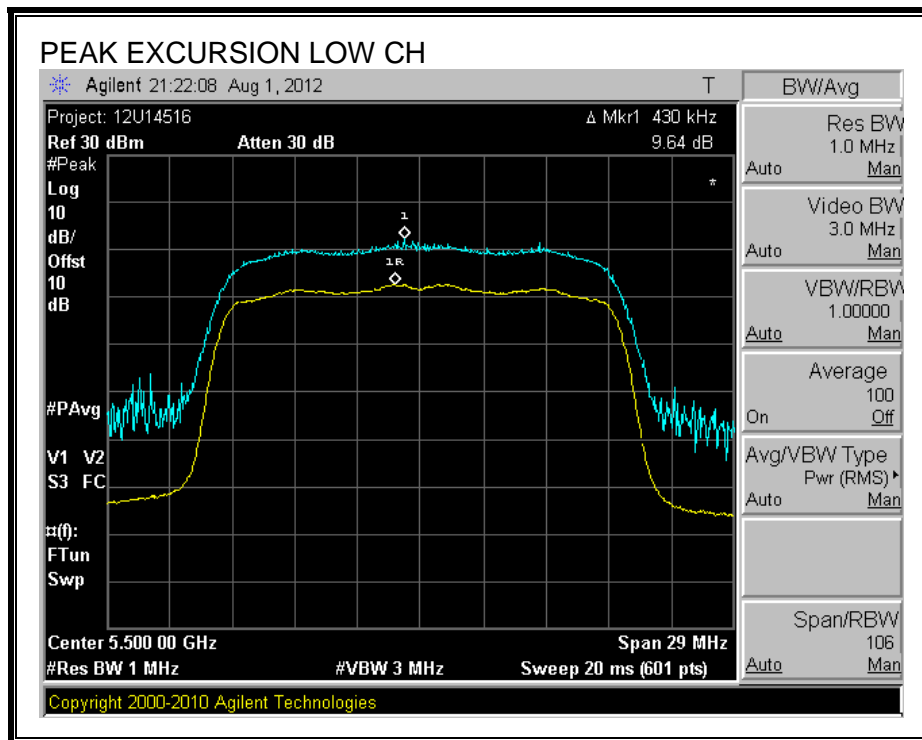 PEAK EXCURSION LOW CH
Agilent 21:22:08 Aug 1, 2012 T
Project: 12U14516 Δ Mkr1 430 kHz
Ref 30 dBm Atten 30 dB 9.64 dB
#Peak
Log
10
dB/
Offst
10
dB
*
1
1R
#PAvg
V1 V2
S3 FC
¤(f):
FTun
Swp
Center 5.500 00 GHz Span 29 MHz
#Res BW 1 MHz #VBW 3 MHz Sweep 20 ms (601 pts)
Copyright 2000-2010 Agilent Technologies
BW/Avg
Res BW
1.0 MHz
Auto Man
Video BW
3.0 MHz
Auto Man
VBW/RBW
1.00000
Auto Man
Average
100
On Off
Avg/VBW Type
Pwr (RMS)
Auto Man
Span/RBW
106
Auto Man